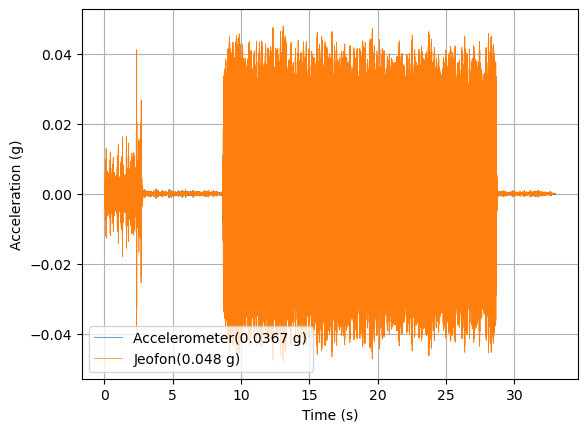 0.04
0.02
0.00
−0.02
−0.04
Acceleration (g)
Accelerometer(0.0367 g)
Jeofon(0.048 g)
0 5 10 15 20 25 30
Time (s)